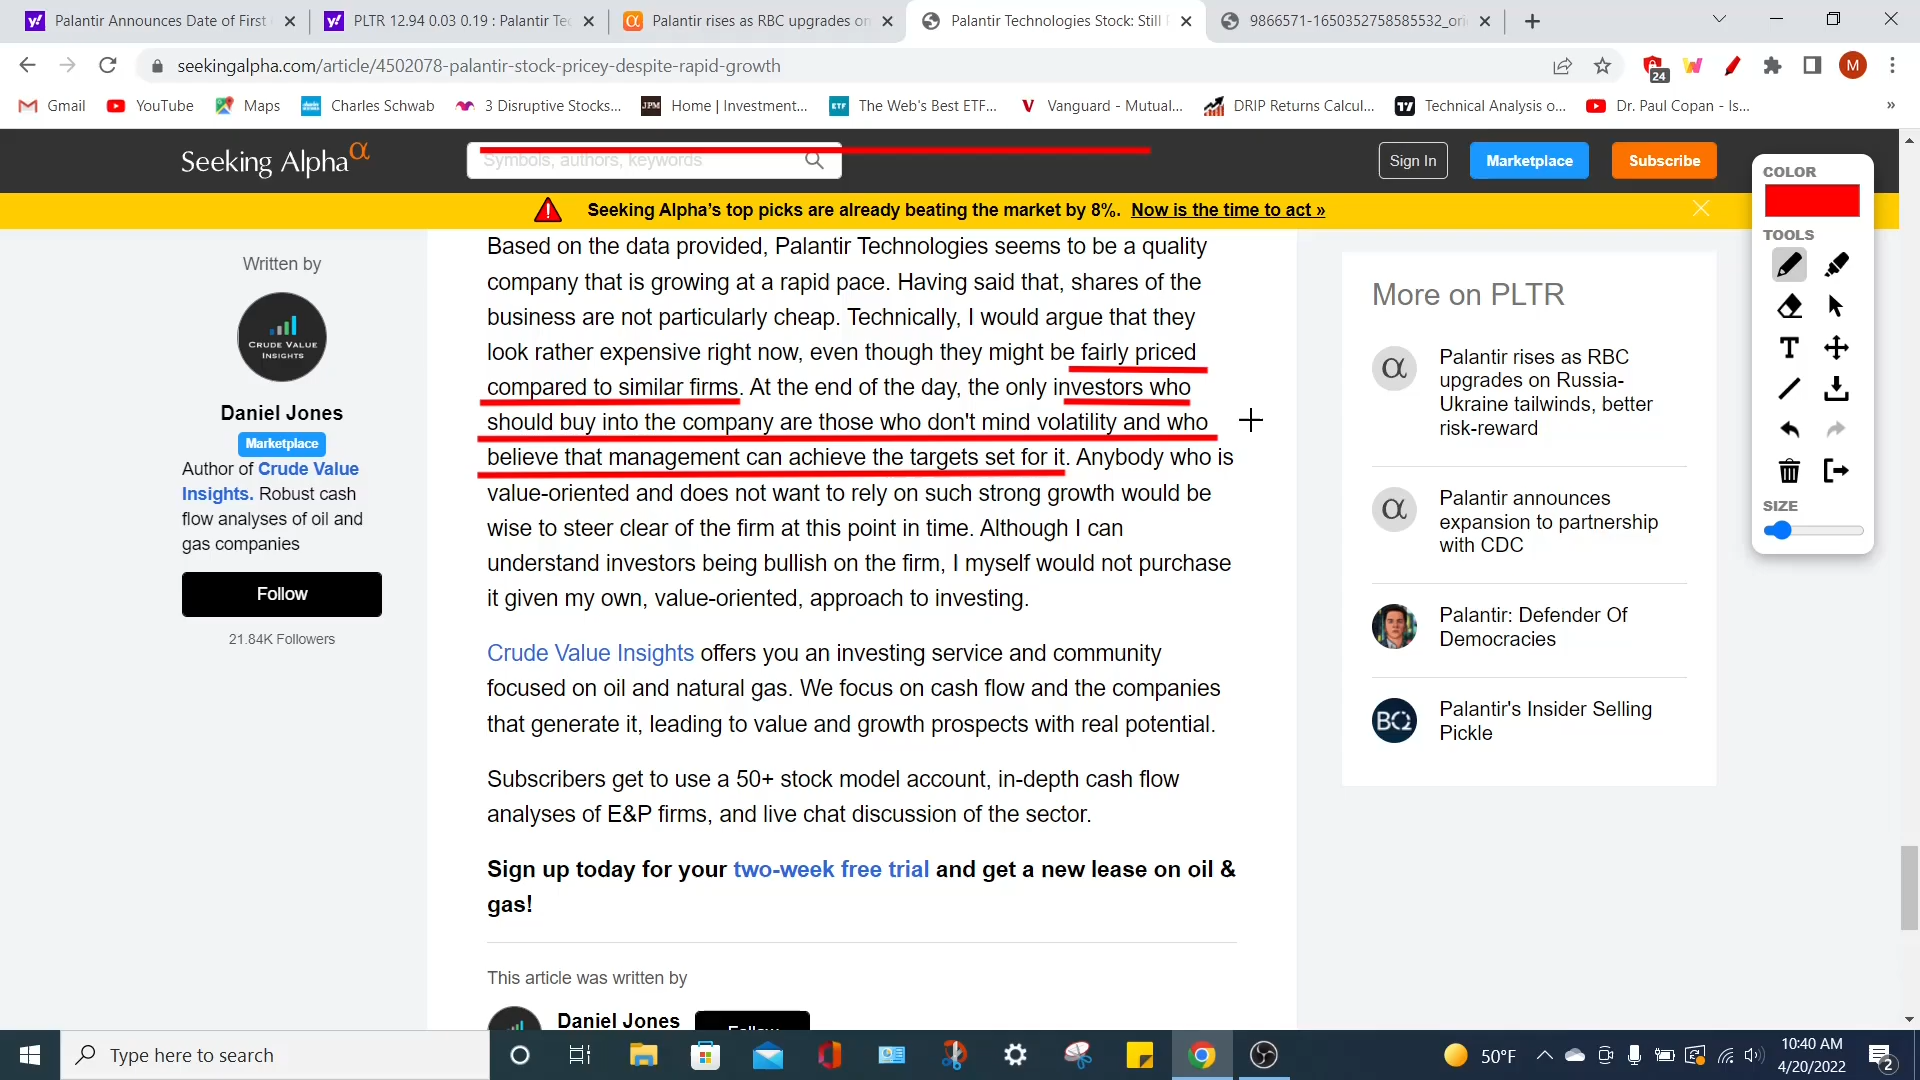 Palantir Announces Date of First
PLTR 12.94 0.03 0.19 : Palantir Tec
Palantir rises as RBC upgrades on
Palantir Technologies Stock: Still
9866571-1650352758585532_ori
seekingalpha.com/article/4502078-palantir-stock-pricey-despite-rapid-growth
24
M
Gmail
YouTube
Maps
Charles Schwab
3 Disruptive Stocks...
JPM
Home | Investment...
ETF
The Web's Best ETF...
Vanguard - Mutual...
DRIP Returns Calcul...
Technical Analysis o...
Dr. Paul Copan - Is...
»
Seeking Alpha α
Symbols, authors, keywords
Sign In
Marketplace
Subscribe
Seeking Alpha's top picks are already beating the market by 8%. Now is the time to act »
Written by
CRUDE VALUE
INSIGHTS
Daniel Jones
Marketplace
Author of Crude Value
Insights. Robust cash
flow analyses of oil and
gas companies
Follow
21.84K Followers
Based on the data provided, Palantir Technologies seems to be a quality
company that is growing at a rapid pace. Having said that, shares of the
business are not particularly cheap. Technically, I would argue that they
look rather expensive right now, even though they might be fairly priced
compared to similar firms. At the end of the day, the only investors who
should buy into the company are those who don't mind volatility and who
believe that management can achieve the targets set for it. Anybody who is
value-oriented and does not want to rely on such strong growth would be
wise to steer clear of the firm at this point in time. Although I can
understand investors being bullish on the firm, I myself would not purchase
it given my own, value-oriented, approach to investing.
Crude Value Insights offers you an investing service and community
focused on oil and natural gas. We focus on cash flow and the companies
that generate it, leading to value and growth prospects with real potential.
Subscribers get to use a 50+ stock model account, in-depth cash flow
analyses of E&P firms, and live chat discussion of the sector.
Sign up today for your two-week free trial and get a new lease on oil &
gas!
This article was written by
Daniel Jones
Follow
More on PLTR
α
Palantir rises as RBC
upgrades on Russia-
Ukraine tailwinds, better
risk-reward
α
Palantir announces
expansion to partnership
with CDC
Palantir: Defender Of
Democracies
Palantir's Insider Selling
Pickle
COLOR
TOOLS
T
SIZE
Type here to search
50°F
10:40 AM
4/20/2022
2